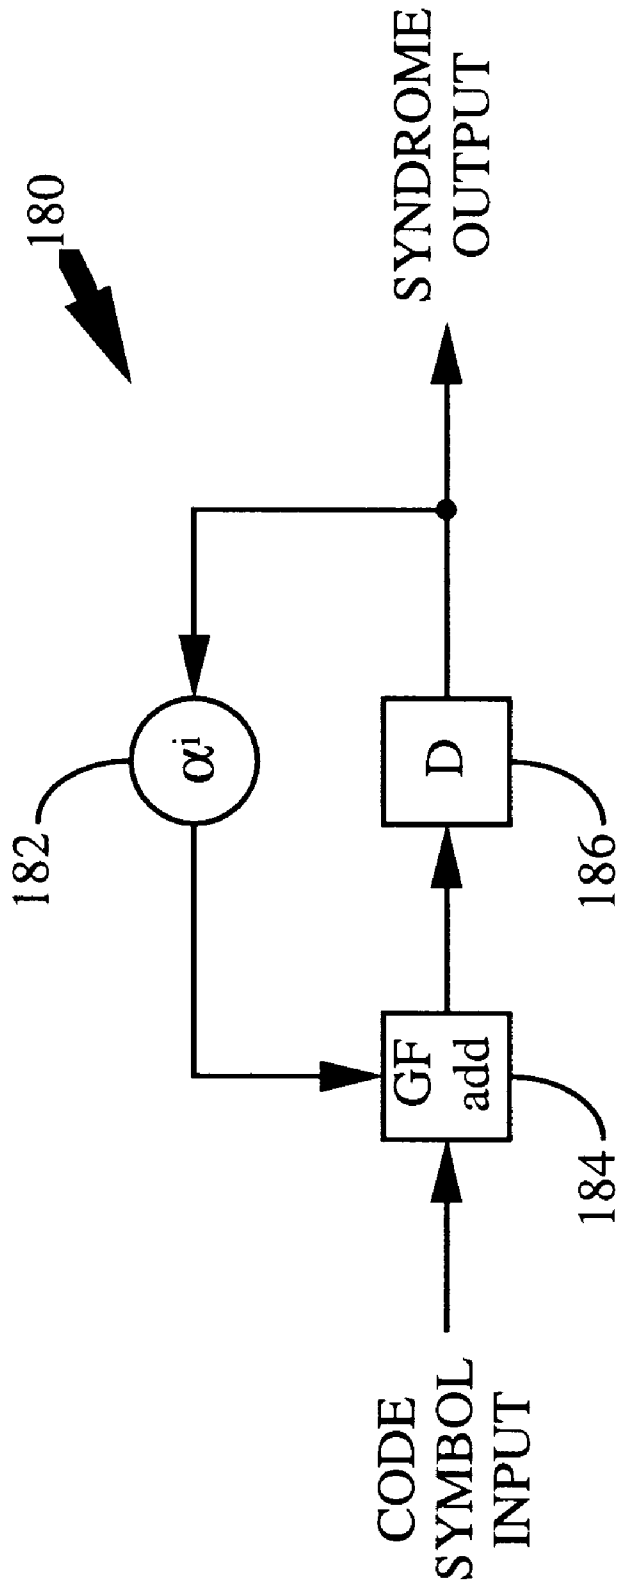 180
182
αⁱ
CODE
SYMBOL
INPUT
GF
add
D
SYNDROME
OUTPUT
184
186